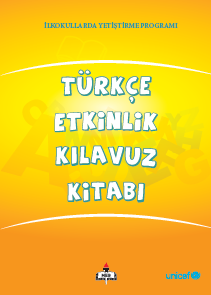 İLKOKULLARDA YETİŞTİRME PROGRAMI
TÜRKÇE
ETKİNLİK
KILAVUZ
KİTABI
unicef